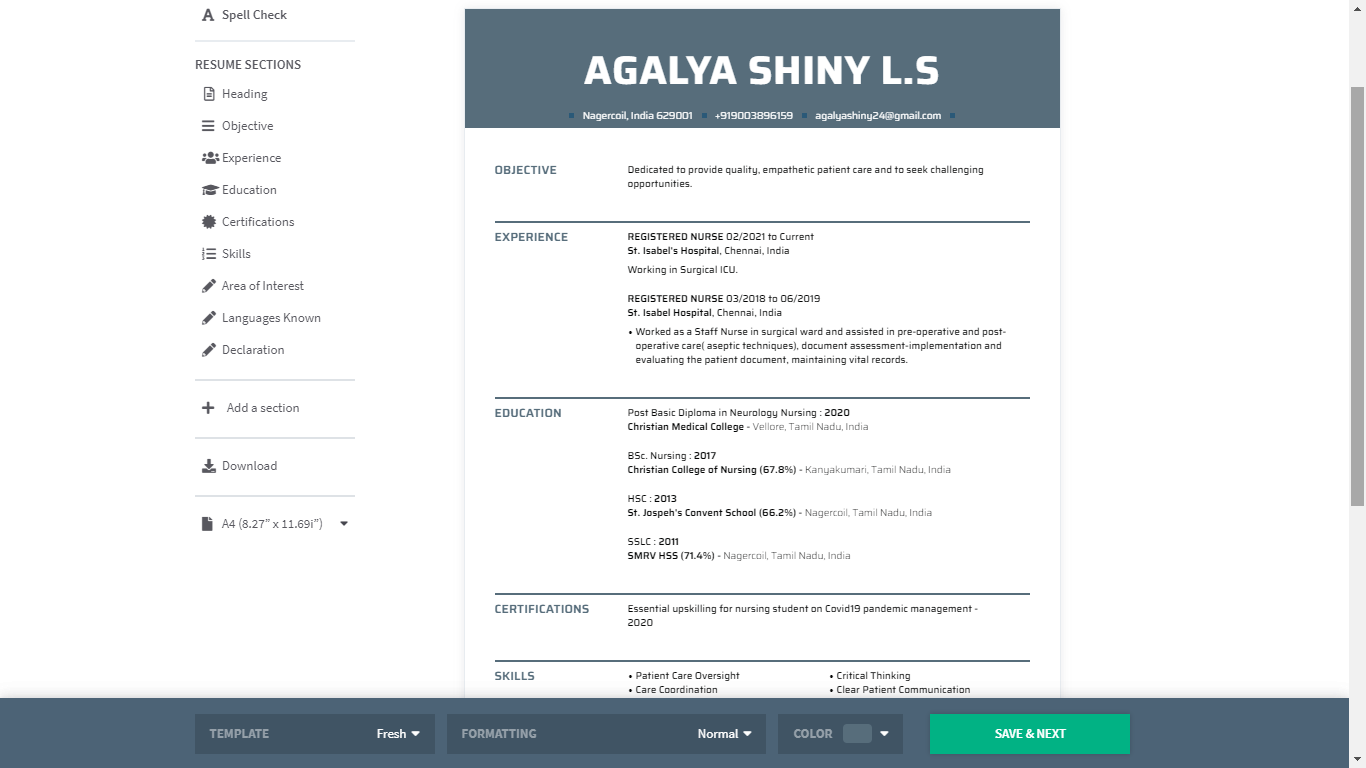 Spell Check
RESUME SECTIONS
Heading
Objective
Experience
Education
Certifications
Skills
Area of Interest
Languages Known
Declaration
Add a section
Download
A4 (8.27” x 11.69i”)
AGALYA SHINY L.S
Nagercoil, India 629001 ▪ +919003896159 ▪ agalyashiny24@gmail.com
OBJECTIVE
Dedicated to provide quality, empathetic patient care and to seek challenging
opportunities.
EXPERIENCE
REGISTERED NURSE 02/2021 to Current
St. Isabel's Hospital, Chennai, India
Working in Surgical ICU.
REGISTERED NURSE 03/2018 to 06/2019
St. Isabel Hospital, Chennai, India
• Worked as a Staff Nurse in surgical ward and assisted in pre-operative and post-
operative care( aseptic techniques), document assessment-implementation and
evaluating the patient document, maintaining vital records.
EDUCATION
Post Basic Diploma in Neurology Nursing : 2020
Christian Medical College - Vellore, Tamil Nadu, India
BSc. Nursing : 2017
Christian College of Nursing (67.8%) - Kanyakumari, Tamil Nadu, India
HSC : 2013
St. Jospeh's Convent School (66.2%) - Nagercoil, Tamil Nadu, India
SSLC : 2011
SMRV HSS (71.4%) - Nagercoil, Tamil Nadu, India
CERTIFICATIONS
Essential upskilling for nursing student on Covid19 pandemic management -
2020
SKILLS
• Patient Care Oversight
• Care Coordination
• Critical Thinking
• Clear Patient Communication
TEMPLATE Fresh
FORMATTING Normal
COLOR
SAVE & NEXT